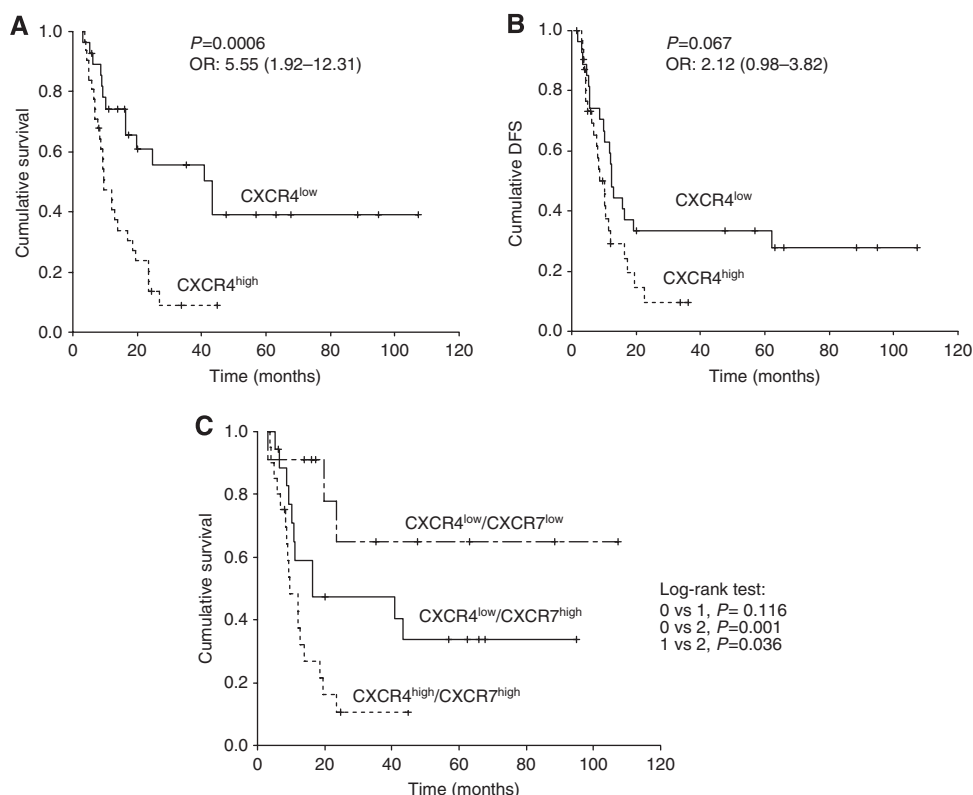 A
P=0.0006
OR: 5.55 (1.92–12.31)
1.0
0.8
0.6
0.4
0.2
0.0
Cumulative survival
CXCR4low
CXCR4high
0 20 40 60 80 100 120
Time (months)
B
P=0.067
OR: 2.12 (0.98–3.82)
1.0
0.8
0.6
0.4
0.2
0.0
Cumulative DFS
CXCR4low
CXCR4high
0 20 40 60 80 100 120
Time (months)
C
1.0
0.8
0.6
0.4
0.2
0.0
Cumulative survival
CXCR4low/CXCR7low
CXCR4low/CXCR7high
CXCR4high/CXCR7high
0 20 40 60 80 100 120
Time (months)
Log-rank test:
0 vs 1, P= 0.116
0 vs 2, P=0.001
1 vs 2, P=0.036